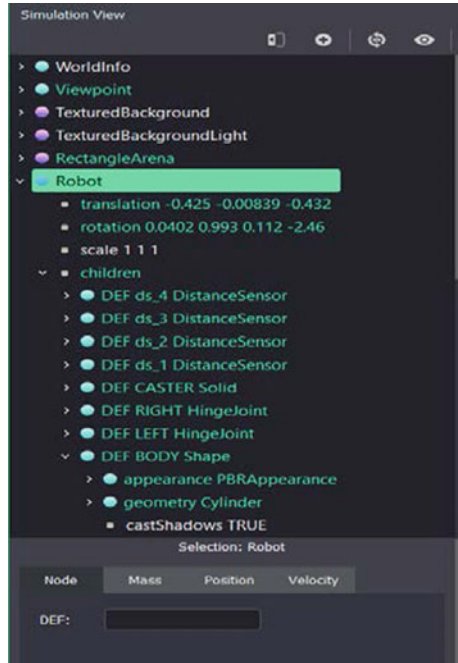 Simulation View
WorldInfo
Viewpoint
TexturedBackground
TexturedBackgroundLight
RectangleArena
Robot
translation -0.425 -0.00839 -0.432
rotation 0.0402 0.993 0.112 -2.46
scale 1 1 1
children
DEF ds_4 DistanceSensor
DEF ds_3 DistanceSensor
DEF ds_2 DistanceSensor
DEF ds_1 DistanceSensor
DEF CASTER Solid
DEF RIGHT HingeJoint
DEF LEFT HingeJoint
DEF BODY Shape
appearance PBRAppearance
geometry Cylinder
castShadows TRUE
Selection: Robot
Node Mass Position Velocity
DEF: